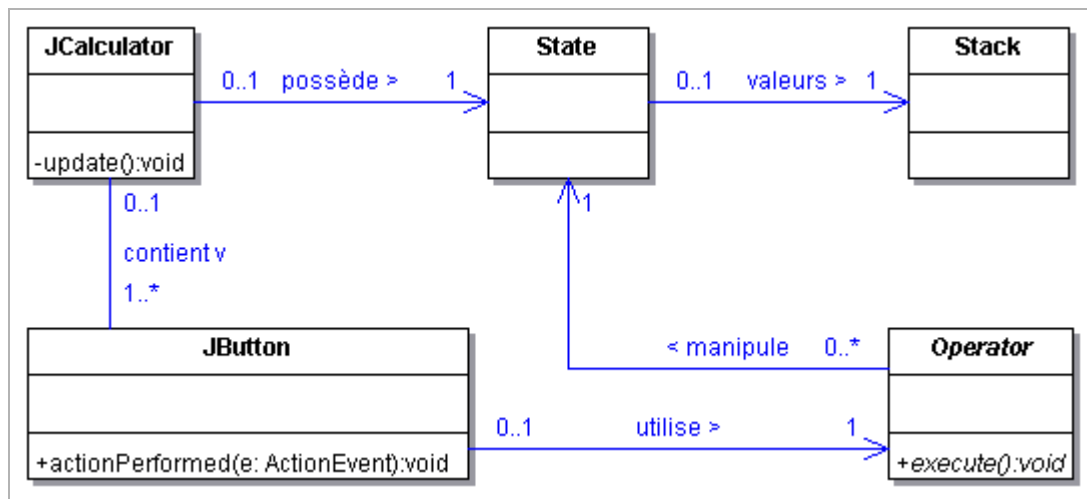 JCalculator
State
Stack
0..1 possède > 1
0..1 valeurs > 1
-update():void
0..1
1
contient v
1..*
JButton
< manipule 0..*
Operator
0..1 utilise > 1
+actionPerformed(e: ActionEvent):void
+execute():void